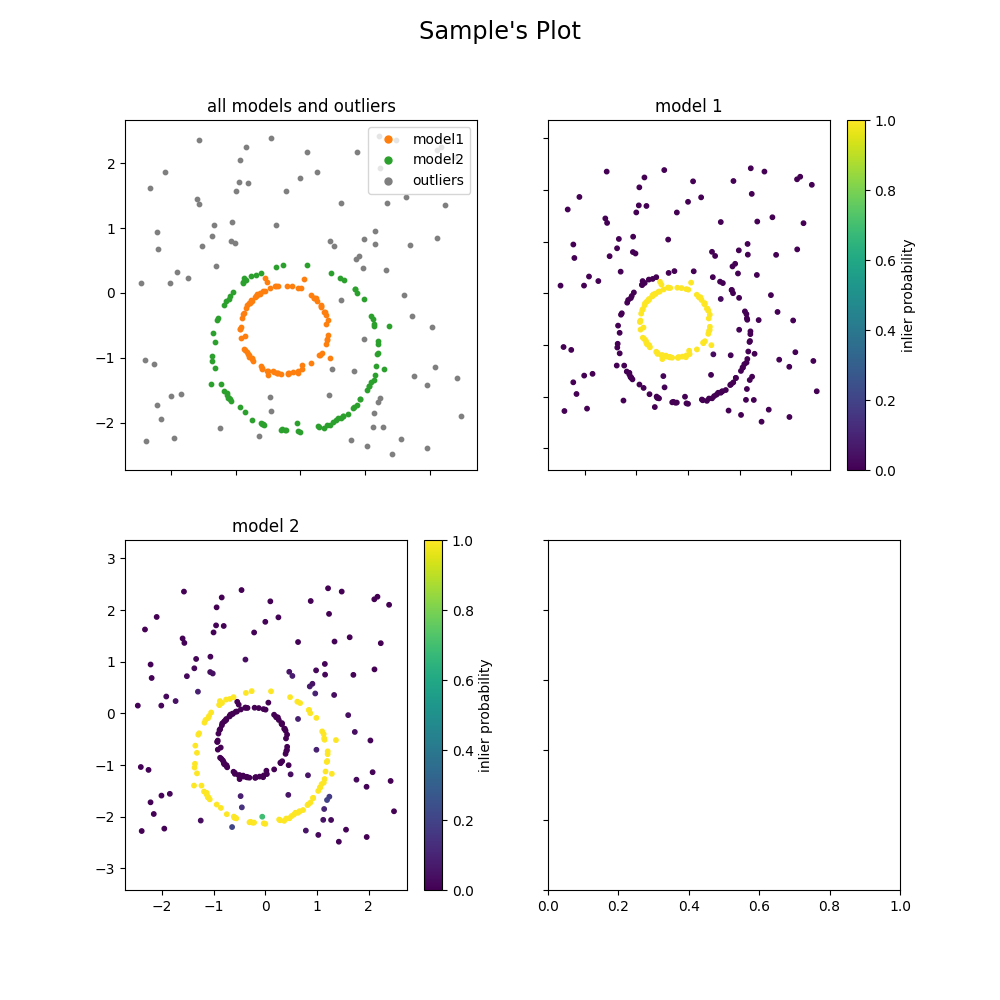 Sample's Plot
all models and outliers
model1
model2
outliers
2
1
0
−1
−2
model 1
1.0
0.8
0.6
0.4
0.2
0.0
inlier probability
model 2
3
2
1
0
−1
−2
−3
−2 −1 0 1 2
1.0
0.8
0.6
0.4
0.2
0.0
inlier probability
0.0 0.2 0.4 0.6 0.8 1.0